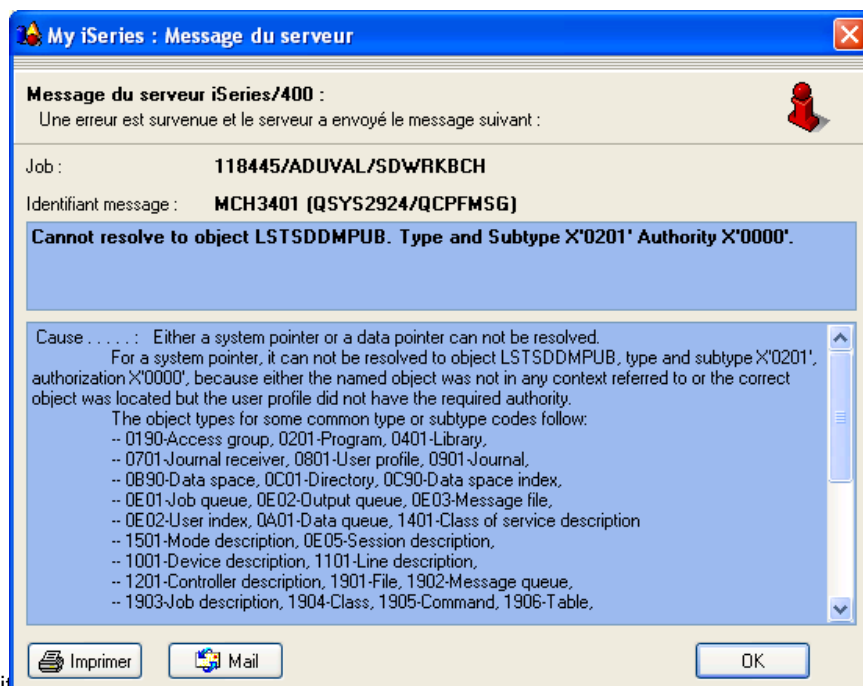 My iSeries : Message du serveur
Message du serveur iSeries/400 :
Une erreur est survenue et le serveur a envoyé le message suivant :
Job : 118445/ADUVAL/SDWRKBCH
Identifiant message : MCH3401 (QSYS2924/QCPFMSG)
Cannot resolve to object LSTSDDMPUB. Type and Subtype X'0201' Authority X'0000'.
Cause . . . . . : Either a system pointer or a data pointer can not be resolved.
For a system pointer, it can not be resolved to object LSTSDDMPUB, type and subtype X'0201',
authorization X'0000', because either the named object was not in any context referred to or the correct
object was located but the user profile did not have the required authority.
The object types for some common type or subtype codes follow:
-- 0190-Access group, 0201-Program, 0401-Library,
-- 0701-Journal receiver, 0801-User profile, 0901-Journal,
-- 0B90-Data space, 0C01-Directory, 0C90-Data space index,
-- 0E01-Job queue, 0E02-Output queue, 0E03-Message file,
-- 0E02-User index, 0A01-Data queue, 1401-Class of service description
-- 1501-Mode description, 0E05-Session description,
-- 1001-Device description, 1101-Line description,
-- 1201-Controller description, 1901-File, 1902-Message queue,
-- 1903-Job description, 1904-Class, 1905-Command, 1906-Table,
Imprimer Mail OK